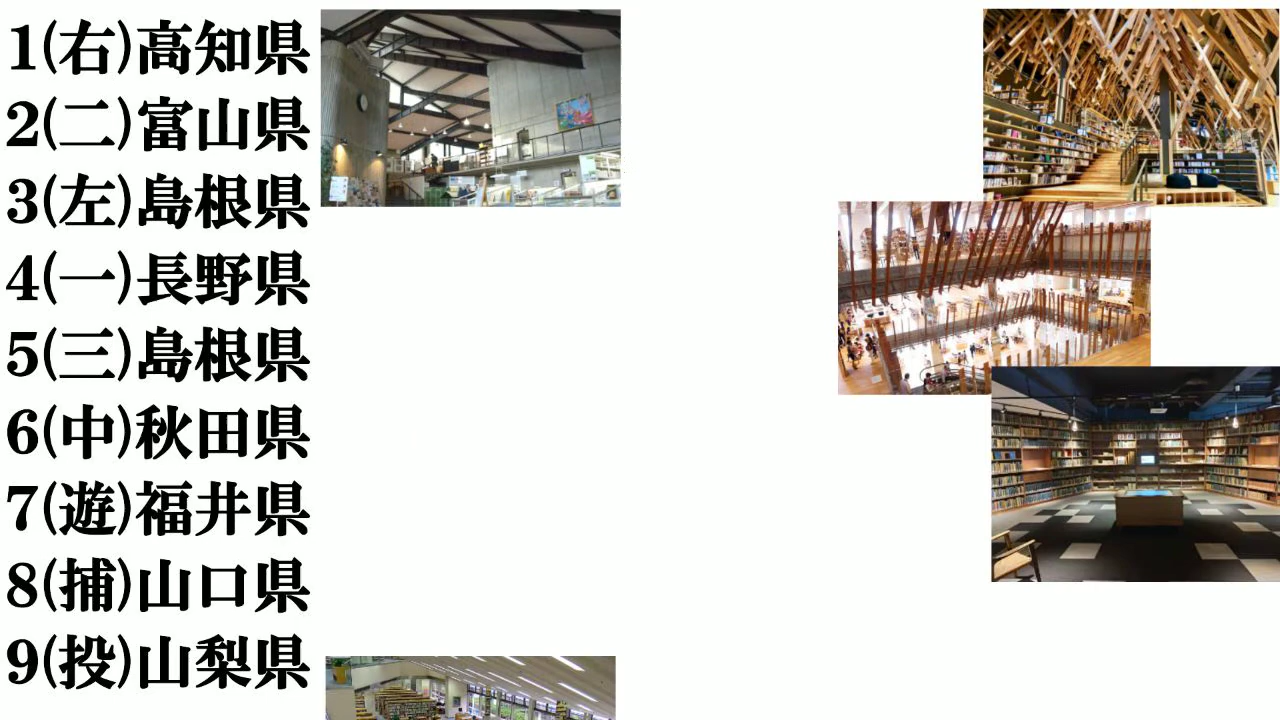 1(右)高知県
2(二)富山県
3(左)島根県
4(一)長野県
5(三)島根県
6(中)秋田県
7(遊)福井県
8(捕)山口県
9(投)山梨県